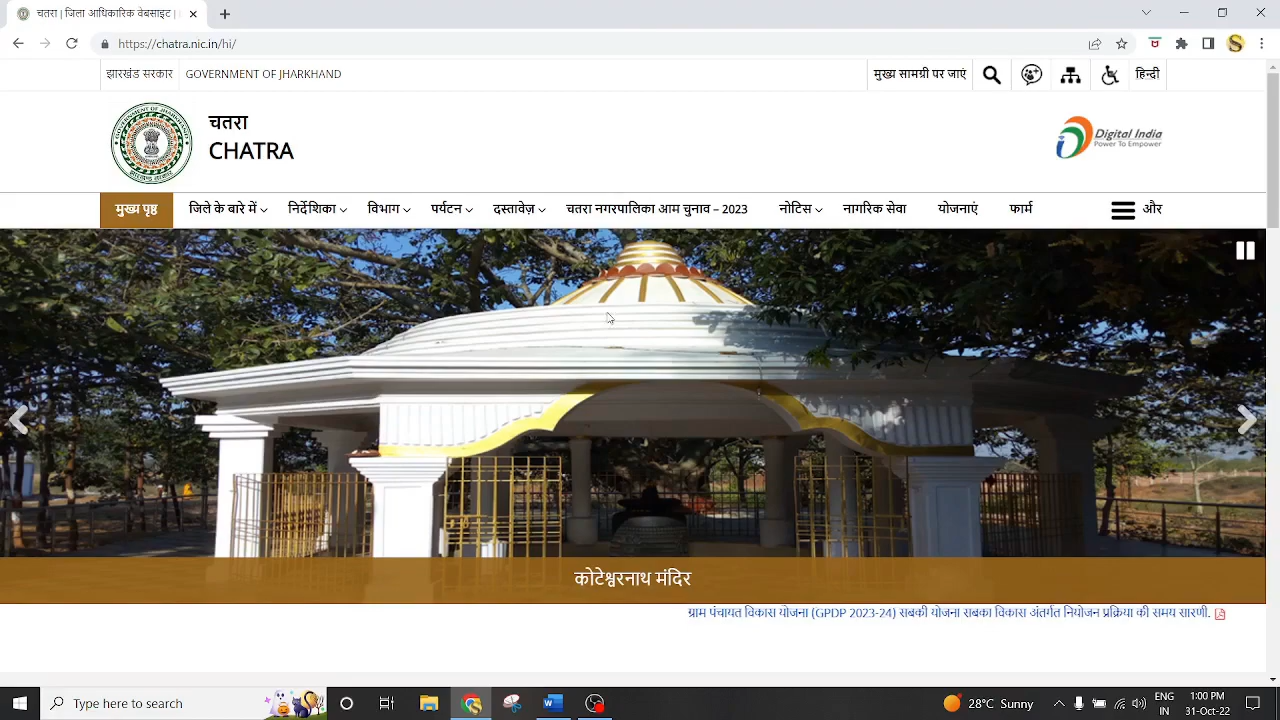 चतरा | जिला आधिकारिक वेबसाइट |
https://chatra.nic.in/hi/
झारखंड सरकार GOVERNMENT OF JHARKHAND मुख्य सामग्री पर जाएं हिन्दी
चतरा
CHATRA
Digital India
Power To Empower
मुख्य पृष्ठ जिले के बारे में निर्देशिका विभाग पर्यटन दस्तावेज़ चतरा नगरपालिका आम चुनाव – 2023 नोटिस नागरिक सेवा योजनाएं फार्म और
कोटेश्वरनाथ मंदिर
ग्राम पंचायत विकास योजना (GPDP 2023-24) सबकी योजना सबका विकास अंतर्गत नियोजन प्रक्रिया की समय सारणी.
Type here to search
28°C Sunny
ENG
IN
1:00 PM
31-Oct-22